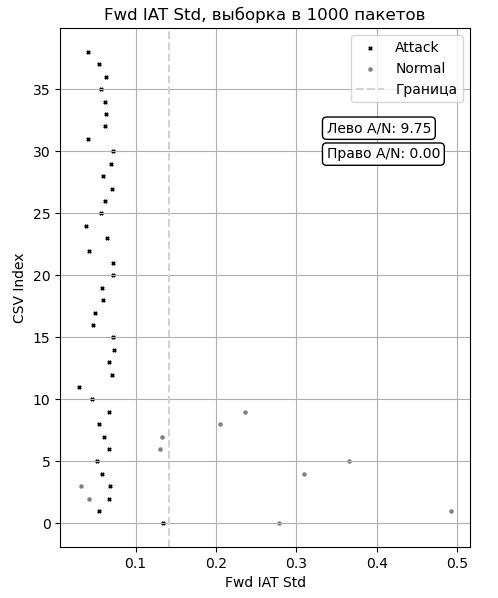 Fwd IAT Std, выборка в 1000 пакетов
Attack
Normal
Граница
Лево A/N: 9.75
Право A/N: 0.00
CSV Index
35
30
25
20
15
10
5
0
0.1 0.2 0.3 0.4 0.5
Fwd IAT Std